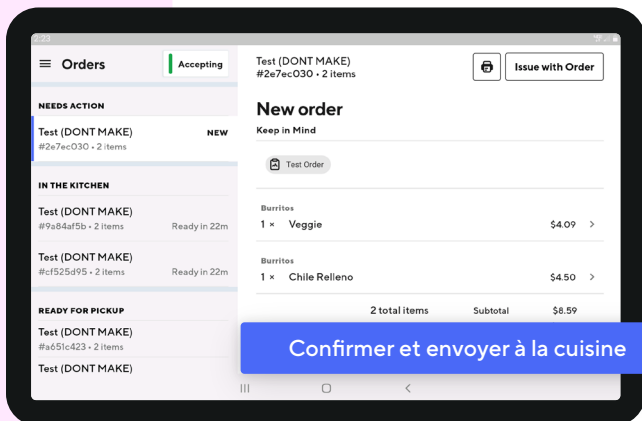 2:23
Orders
Accepting
NEEDS ACTION
Test (DONT MAKE) NEW
#2e7ec030 • 2 items
IN THE KITCHEN
Test (DONT MAKE)
#9a84af5b • 2 items Ready in 22m
Test (DONT MAKE)
#cf525d95 • 2 items Ready in 22m
READY FOR PICKUP
Test (DONT MAKE)
#a651c423 • 2 items
Test (DONT MAKE)
Test (DONT MAKE)
#2e7ec030 • 2 items
Issue with Order
New order
Keep in Mind
Test Order
Burritos
1 × Veggie $4.09
Burritos
1 × Chile Relleno $4.50
2 total items Subtotal $8.59
Confirmer et envoyer à la cuisine